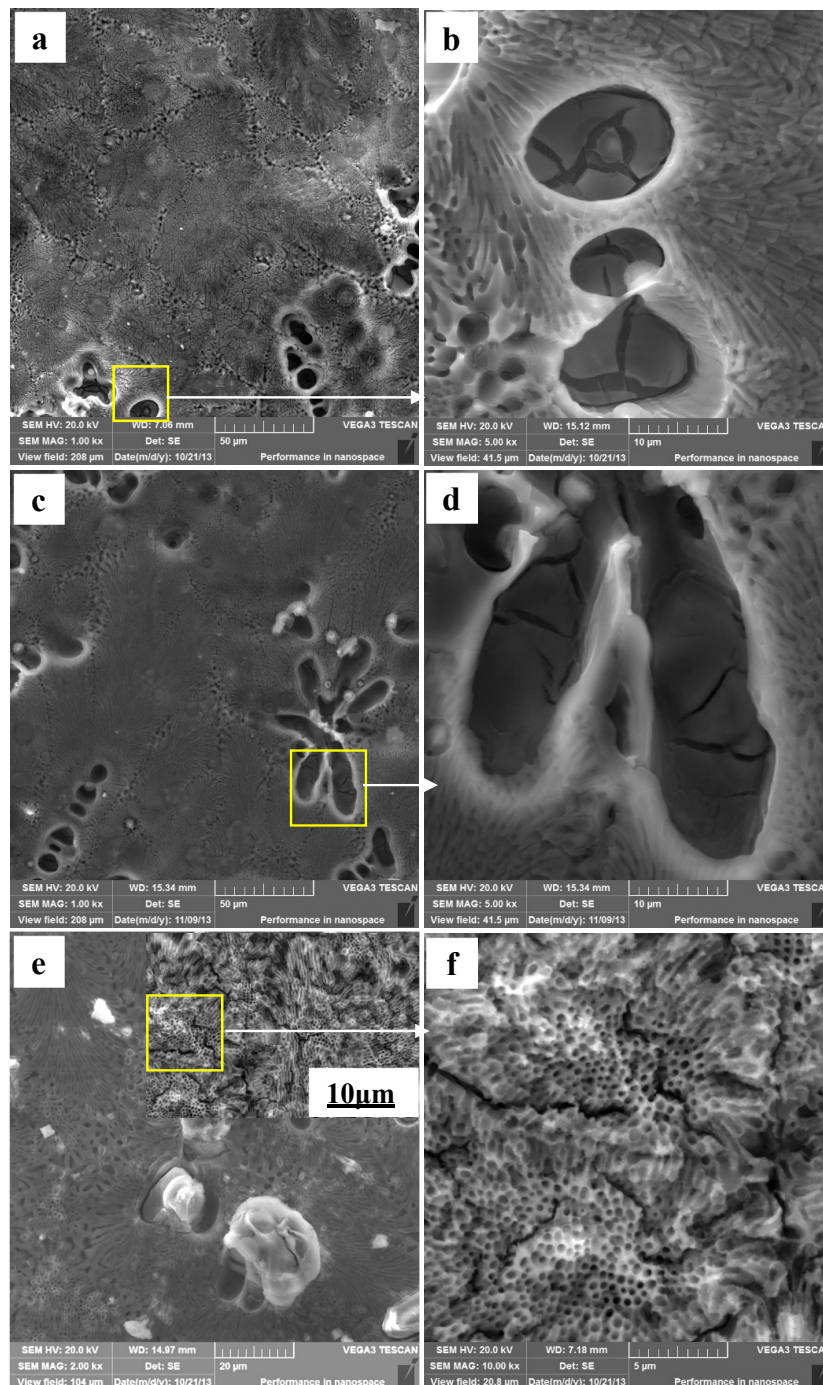 a
SEM HV: 20.0 kV WD: 7.06 mm VEGA3 TESCAN
SEM MAG: 1.00 kx Det: SE 50 µm
View field: 208 µm Date(m/d/y): 10/21/13 Performance in nanospace
b
SEM HV: 20.0 kV WD: 15.12 mm VEGA3 TESCAN
SEM MAG: 5.00 kx Det: SE 10 µm
View field: 41.5 µm Date(m/d/y): 10/21/13 Performance in nanospace
c
SEM HV: 20.0 kV WD: 15.34 mm VEGA3 TESCAN
SEM MAG: 1.00 kx Det: SE 50 µm
View field: 208 µm Date(m/d/y): 11/09/13 Performance in nanospace
d
SEM HV: 20.0 kV WD: 15.34 mm VEGA3 TESCAN
SEM MAG: 5.00 kx Det: SE 10 µm
View field: 41.5 µm Date(m/d/y): 11/09/13 Performance in nanospace
e
10µm
SEM HV: 20.0 kV WD: 14.97 mm VEGA3 TESCAN
SEM MAG: 2.00 kx Det: SE 20 µm
View field: 104 µm Date(m/d/y): 10/21/13 Performance in nanospace
f
SEM HV: 20.0 kV WD: 7.18 mm VEGA3 TESCAN
SEM MAG: 10.00 kx Det: SE 5 µm
View field: 20.8 µm Date(m/d/y): 10/21/13 Performance in nanospace